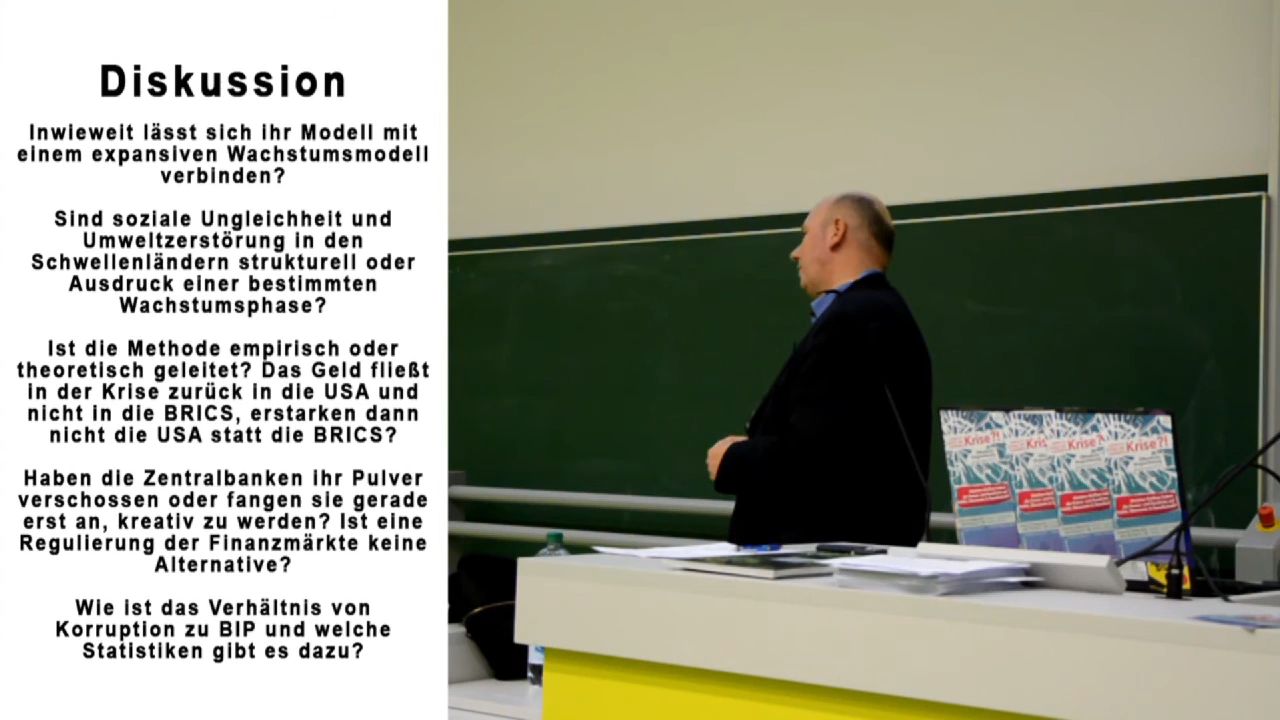 Diskussion
Inwieweit lässt sich ihr Modell mit
einem expansiven Wachstumsmodell
verbinden?
Sind soziale Ungleichheit und
Umweltzerstörung in den
Schwellenländern strukturell oder
Ausdruck einer bestimmten
Wachstumsphase?
Ist die Methode empirisch oder
theoretisch geleitet? Das Geld fließt
in der Krise zurück in die USA und
nicht in die BRICS, erstarken dann
nicht die USA statt die BRICS?
Haben die Zentralbanken ihr Pulver
verschossen oder fangen sie gerade
erst an, kreativ zu werden? Ist eine
Regulierung der Finanzmärkte keine
Alternative?
Wie ist das Verhältnis von
Korruption zu BIP und welche
Statistiken gibt es dazu?
Krise?!
Kris
Krise?
Krise?!